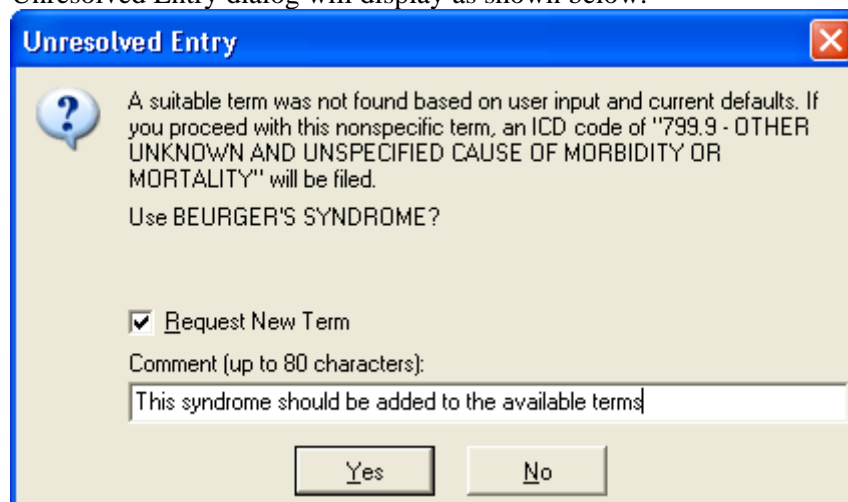 Unresolved Entry dialog will display as shown below.
Unresolved Entry
A suitable term was not found based on user input and current defaults. If
you proceed with this nonspecific term, an ICD code of "799.9 - OTHER
UNKNOWN AND UNSPECIFIED CAUSE OF MORBIDITY OR
MORTALITY" will be filed.
Use BEURGER'S SYNDROME?
Request New Term
Comment (up to 80 characters):
This syndrome should be added to the available terms
Yes
No